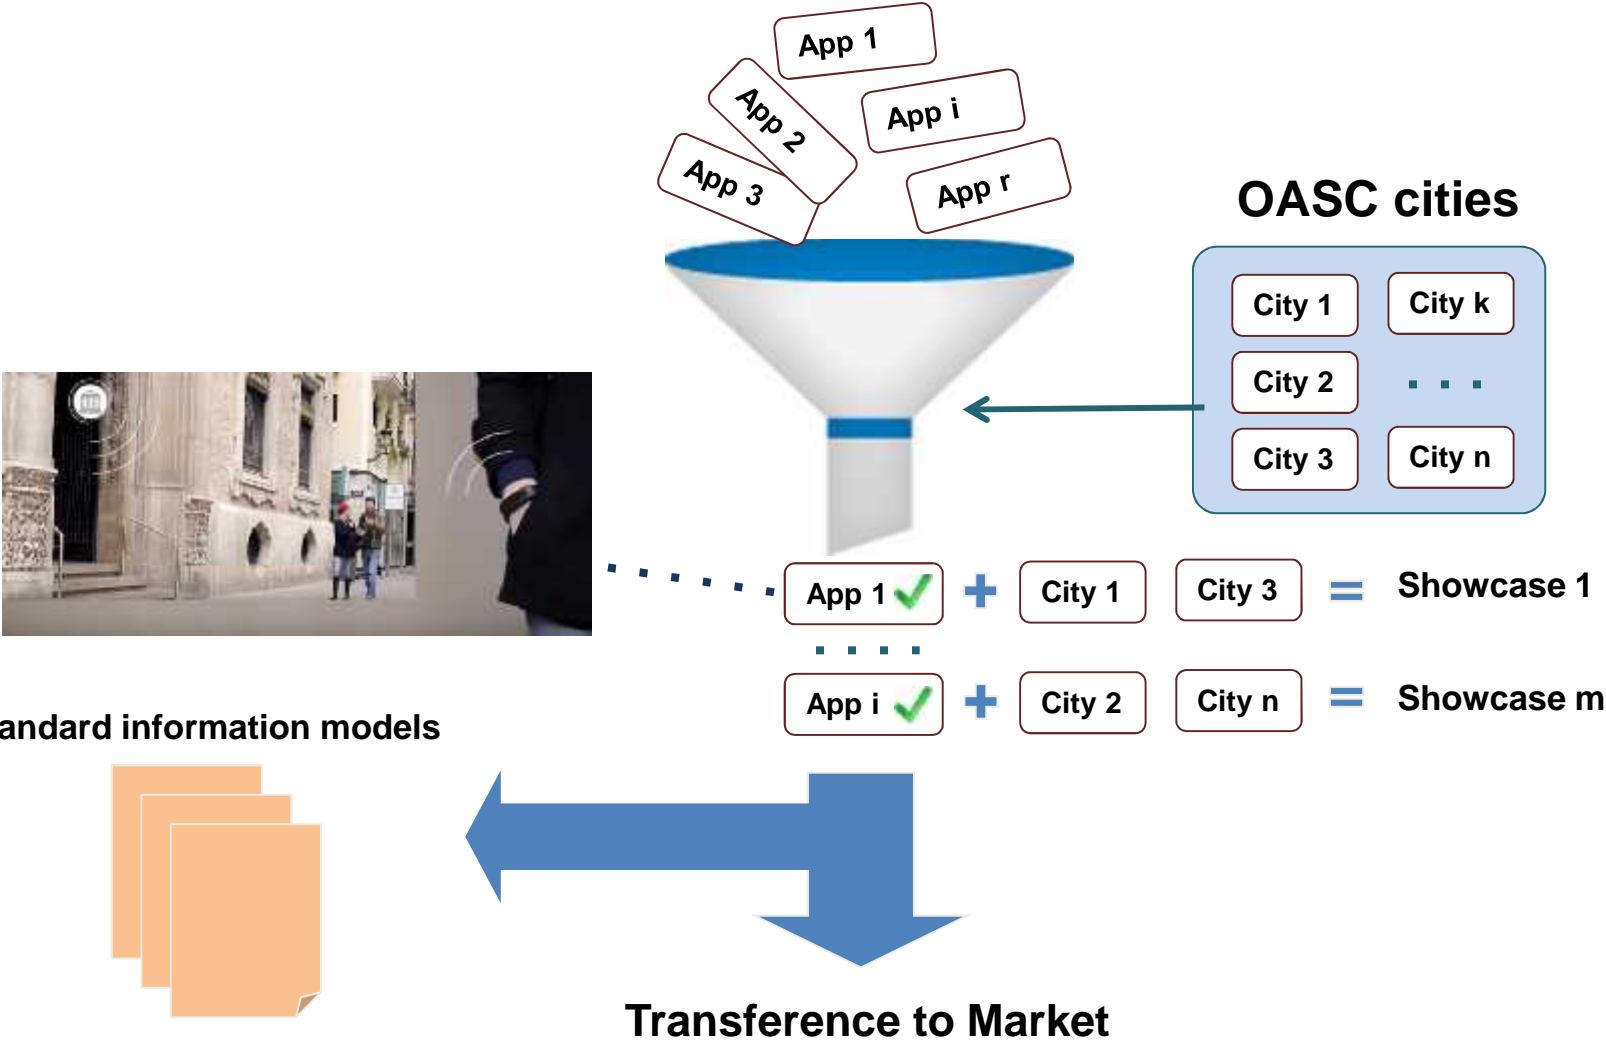 App 1
App 2
App i
App 3
App r
OASC cities
City 1
City k
City 2
. . .
City 3
City n
App 1 + City 1 City 3 = Showcase 1
. . . .
App i + City 2 City n = Showcase m
andard information models
Transference to Market